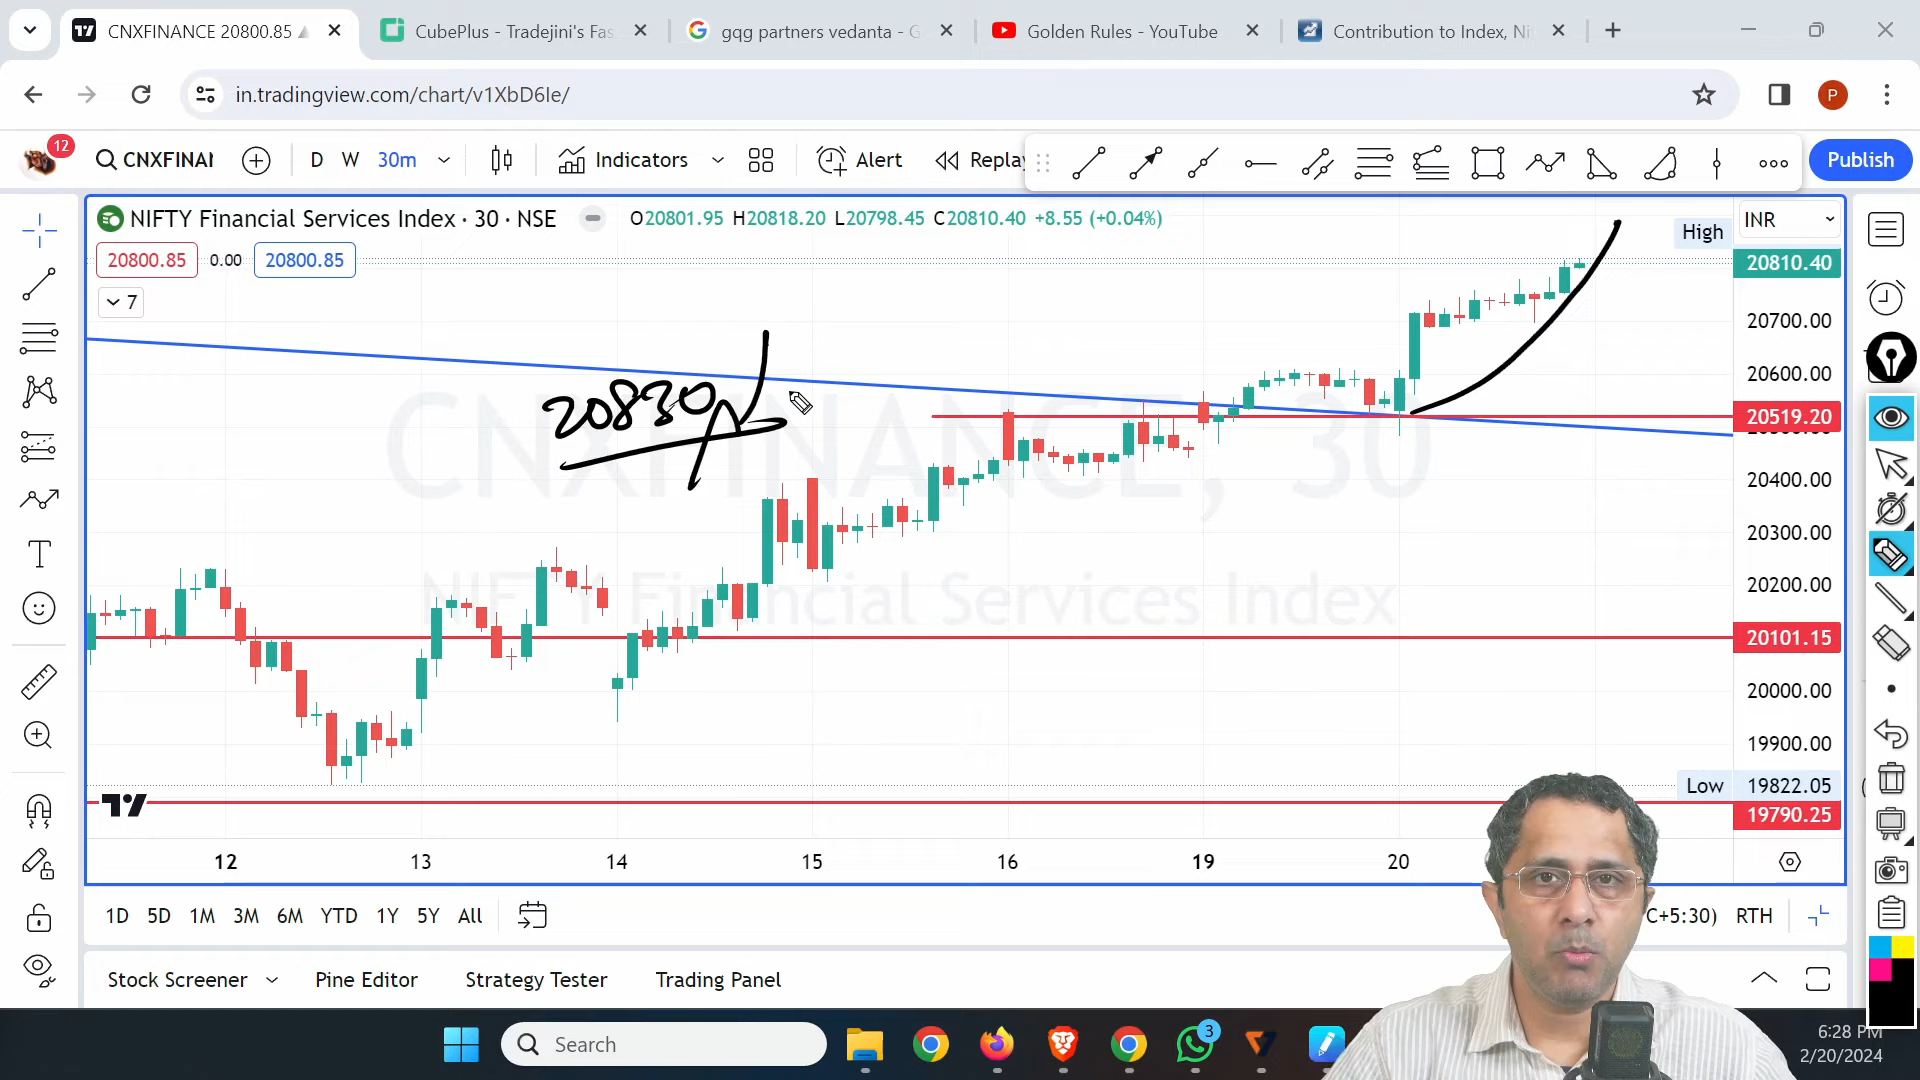 CNXFINANCE 20800.85
CubePlus - Tradejini's Fas
gqg partners vedanta - G
Golden Rules - YouTube
Contribution to Index, Ni
in.tradingview.com/chart/v1XbD6Ie/
P
12
CNXFINAN
D W 30m
Indicators
Alert
Replay
Publish
NIFTY Financial Services Index · 30 · NSE
O20801.95 H20818.20 L20798.45 C20810.40 +8.55 (+0.04%)
INR
High
20800.85 0.00 20800.85
20810.40
7
20700.00
20600.00
20830
20519.20
CNXFINANCE, 30
20400.00
20300.00
20200.00
NIFTY Financial Services Index
20101.15
20000.00
19900.00
Low 19822.05
19790.25
12 13 14 15 16 19 20
1D 5D 1M 3M 6M YTD 1Y 5Y All
C+5:30) RTH
Stock Screener Pine Editor Strategy Tester Trading Panel
Search
3
6:28 PM
2/20/2024